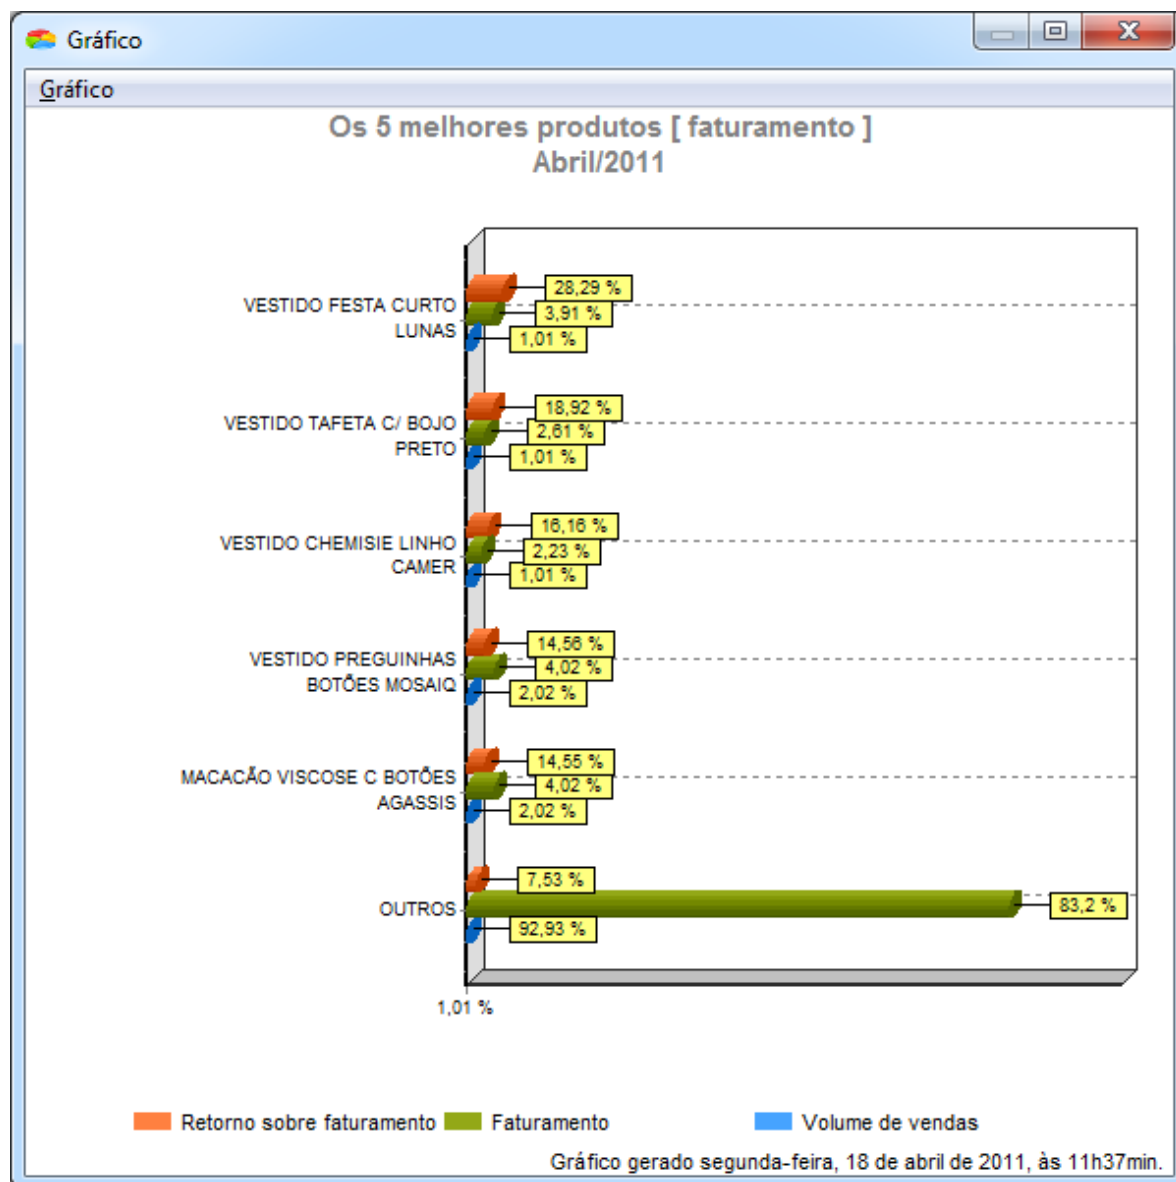 Gráfico
Gráfico
Os 5 melhores produtos [ faturamento ]
Abril/2011
VESTIDO FESTA CURTO
LUNAS
28,29 %
3,91 %
1,01 %
VESTIDO TAFETA C/ BOJO
PRETO
18,92 %
2,61 %
1,01 %
VESTIDO CHEMISIE LINHO
CAMER
16,16 %
2,23 %
1,01 %
VESTIDO PREGUINHAS
BOTÕES MOSAIQ
14,56 %
4,02 %
2,02 %
MACACÃO VISCOSE C BOTÕES
AGASSIS
14,55 %
4,02 %
2,02 %
OUTROS
7,53 %
83,2 %
92,93 %
1,01 %
Retorno sobre faturamento Faturamento Volume de vendas
Gráfico gerado segunda-feira, 18 de abril de 2011, às 11h37min.